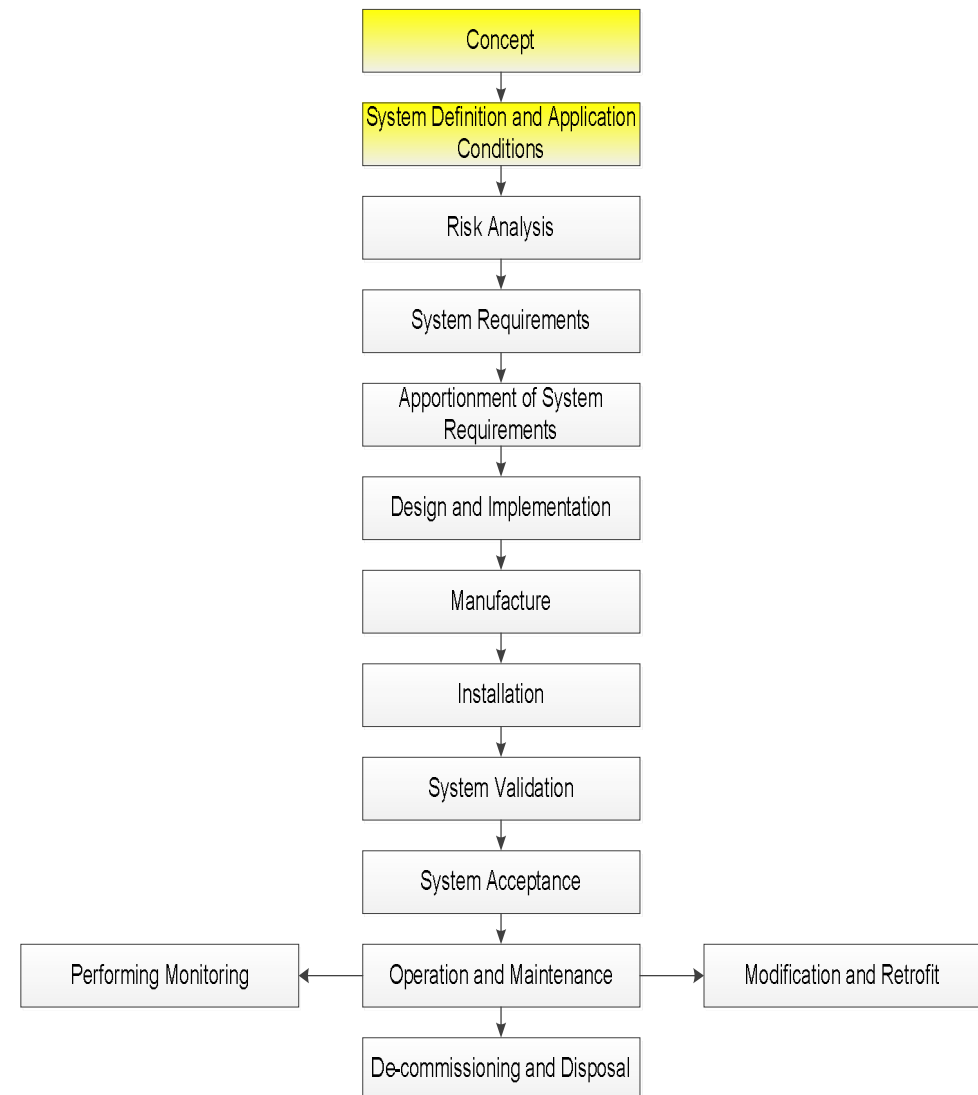 Concept
System Definition and Application
Conditions
Risk Analysis
System Requirements
Apportionment of System
Requirements
Design and Implementation
Manufacture
Installation
System Validation
System Acceptance
Performing Monitoring
Operation and Maintenance
Modification and Retrofit
De-commissioning and Disposal